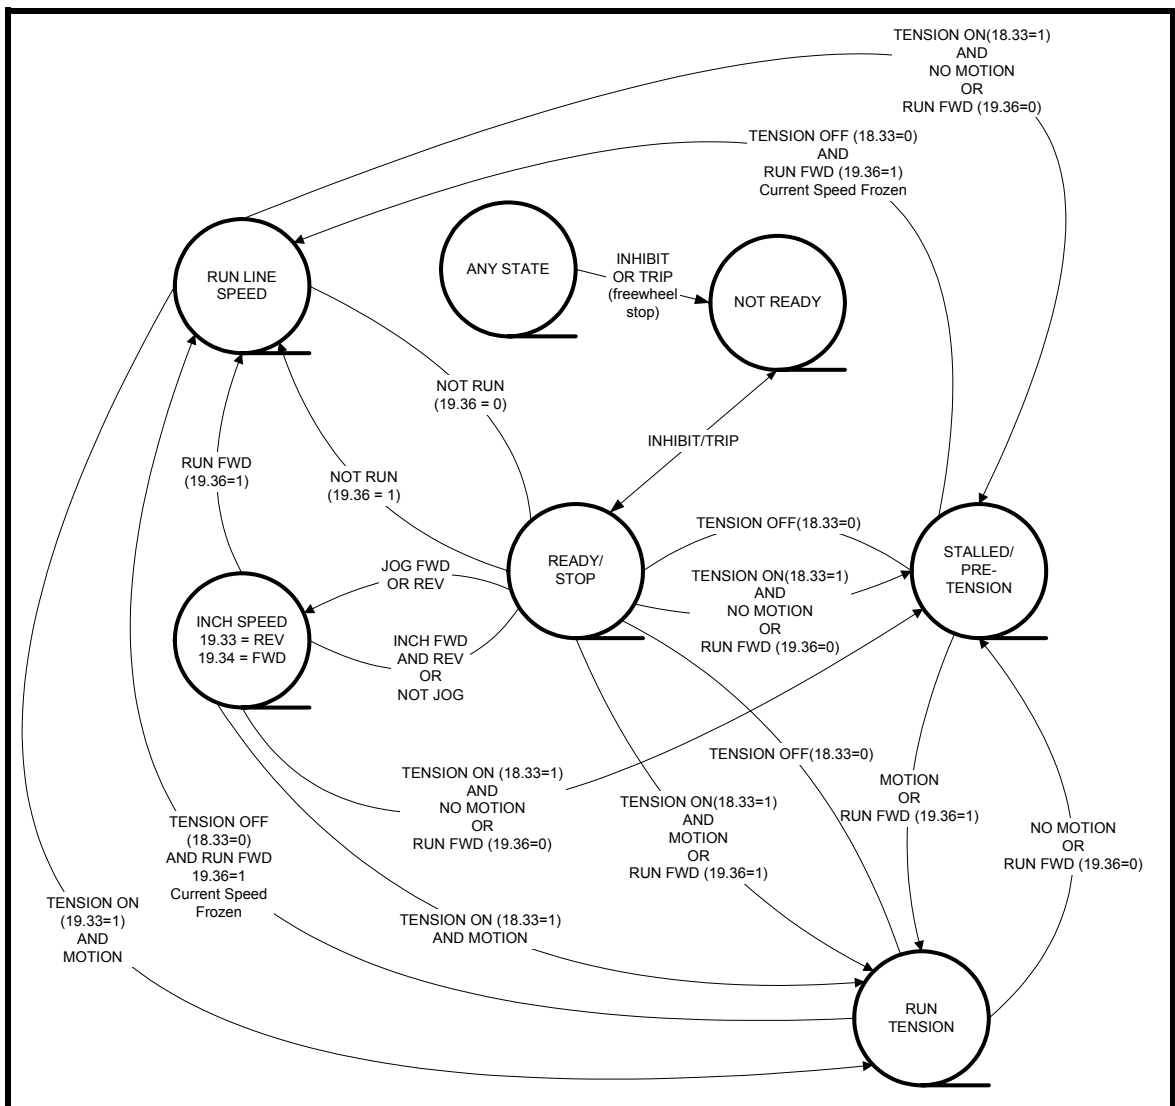 TENSION ON(18.33=1)
AND
NO MOTION
OR
RUN FWD (19.36=0)
TENSION OFF (18.33=0)
AND
RUN FWD (19.36=1)
Current Speed Frozen
RUN LINE
SPEED
ANY STATE
INHIBIT
OR TRIP
(freewheel
stop)
NOT READY
NOT RUN
(19.36 = 0)
INHIBIT/TRIP
RUN FWD
(19.36=1)
NOT RUN
(19.36 = 1)
TENSION OFF(18.33=0)
READY/
STOP
STALLED/
PRE-
TENSION
JOG FWD
OR REV
TENSION ON(18.33=1)
AND
NO MOTION
OR
RUN FWD (19.36=0)
INCH SPEED
19.33 = REV
19.34 = FWD
INCH FWD
AND REV
OR
NOT JOG
TENSION OFF(18.33=0)
TENSION ON (18.33=1)
AND
NO MOTION
OR
RUN FWD (19.36=0)
TENSION ON(18.33=1)
AND
MOTION
OR
RUN FWD (19.36=1)
MOTION
OR
RUN FWD (19.36=1)
NO MOTION
OR
RUN FWD (19.36=0)
TENSION OFF
(18.33=0)
AND RUN FWD
19.36=1
Current Speed
Frozen
TENSION ON
(19.33=1)
AND
MOTION
TENSION ON (18.33=1)
AND MOTION
RUN
TENSION